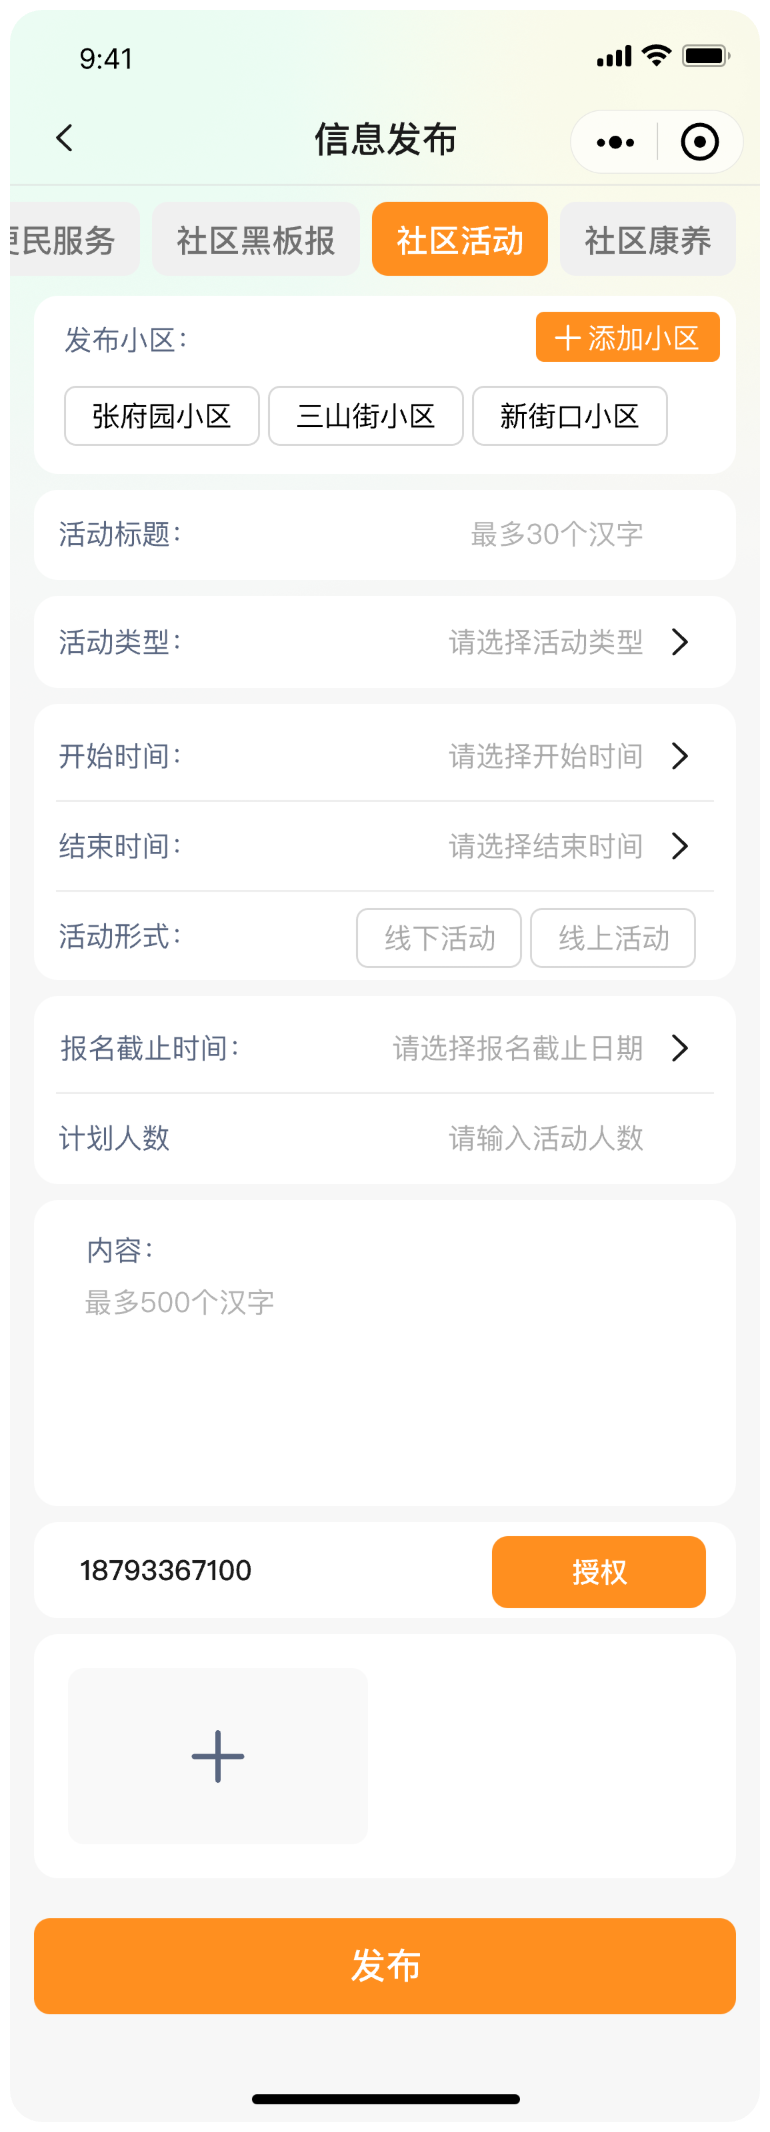 9:41
信息发布
便民服务 社区黑板报 社区活动 社区康养
发布小区: 添加小区
张府园小区 三山街小区 新街口小区
活动标题: 最多30个汉字
活动类型: 请选择活动类型
开始时间: 请选择开始时间
结束时间: 请选择结束时间
活动形式: 线下活动 线上活动
报名截止时间: 请选择报名截止日期
计划人数 请输入活动人数
内容:
最多500个汉字
18793367100 授权
发布